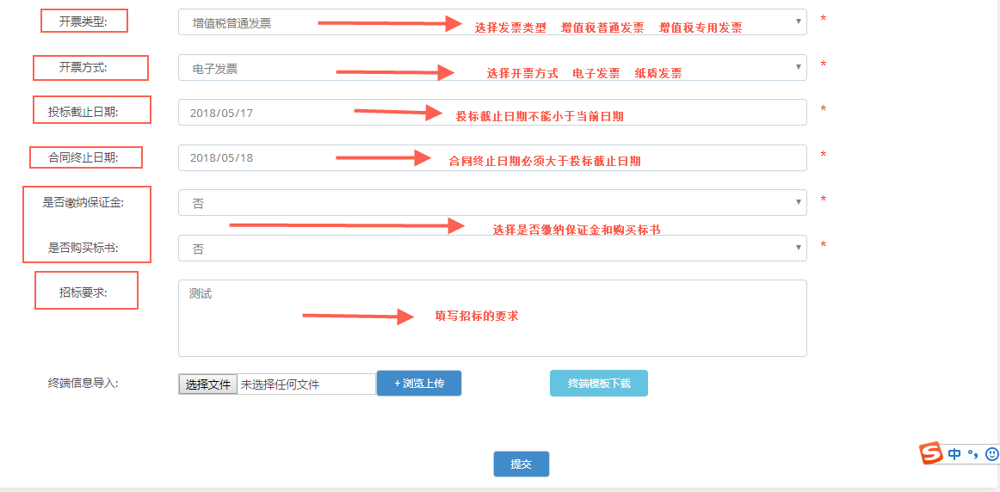 开票类型: 增值税普通发票 选择发票类型 增值税普通发票 增值税专用发票 *
开票方式: 电子发票 选择开票方式 电子发票 纸质发票 *
投标截止日期: 2018/05/17 投标截止日期不能小于当前日期 *
合同终止日期: 2018/05/18 合同终止日期必须大于投标截止日期 *
是否缴纳保证金: 否 *
选择是否缴纳保证金和购买标书
是否购买标书: 否 *
招标要求: 测试
填写招标的要求
终端信息导入: 选择文件 未选择任何文件 + 浏览上传 终端模板下载
S 中 °,
提交